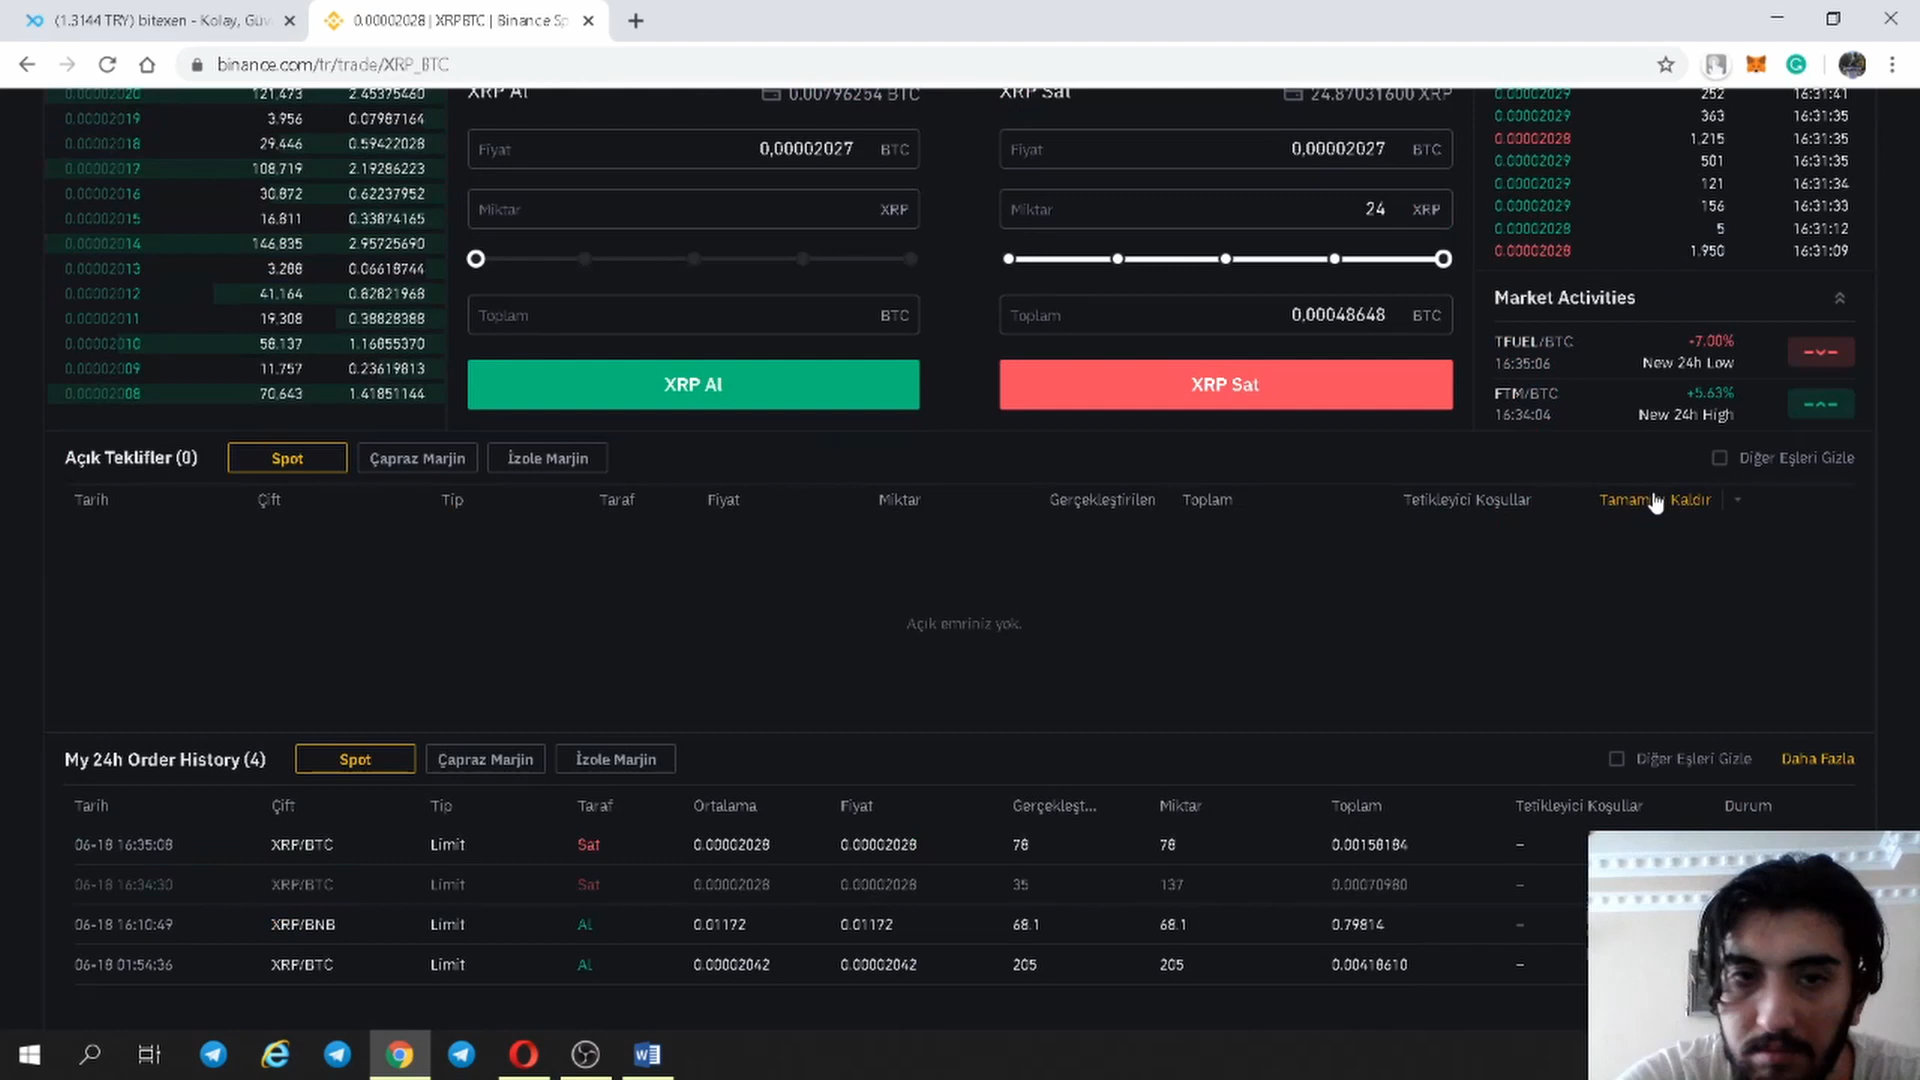 (1.3144 TRY) bitexen - Kolay, Güv
0.00002028 | XRPBTC | Binance Sp
binance.com/tr/trade/XRP_BTC
0.00002020 121,473 2.45375460
0.00002019 3.956 0.07987164
0.00002018 29.446 0.59422028
0.00002017 108,719 2.19286223
0.00002016 30,872 0.62237952
0.00002015 16.811 0.33874165
0.00002014 146,835 2.95725690
0.00002013 3.288 0.06618744
0.00002012 41,164 0.82821968
0.00002011 19,308 0.38828388
0.00002010 58.137 1.16855370
0.00002009 11.757 0.23619813
0.00002008 70,643 1.41851144
XRP Al 0.00796254 BTC
Fiyat 0,00002027 BTC
Miktar XRP
Toplam BTC
XRP Al
XRP Sat 24.87031600 XRP
Fiyat 0,00002027 BTC
Miktar 24 XRP
Toplam 0,00048648 BTC
XRP Sat
0.00002029 252 16:31:41
0.00002029 363 16:31:35
0.00002028 1,215 16:31:35
0.00002029 501 16:31:35
0.00002029 121 16:31:34
0.00002029 156 16:31:33
0.00002028 5 16:31:12
0.00002028 1.950 16:31:09
Market Activities
TFUEL/BTC -7.00%
16:35:06 New 24h Low
FTM/BTC +5.63%
16:34:04 New 24h High
Açık Teklifler (0) Spot Çapraz Marjin İzole Marjin Diğer Eşleri Gizle
Tarih Çift Tip Taraf Fiyat Miktar Gerçekleştirilen Toplam Tetikleyici Koşullar Kaldır
Açık emriniz yok.
My 24h Order History (4) Spot Çapraz Marjin İzole Marjin Diğer Eşleri Gizle Daha Fazla
Tarih Çift Tip Taraf Ortalama Fiyat Gerçekleşt... Miktar Toplam Tetikleyici Koşullar Durum
06-18 16:35:08 XRP/BTC Limit Sat 0.00002028 0.00002028 78 78 0.00158184 –
06-18 16:34:30 XRP/BTC Limit Sat 0.00002028 0.00002028 35 137 0.00070980 –
06-18 16:10:49 XRP/BNB Limit Al 0.01172 0.01172 68.1 68.1 0.79814 –
06-18 01:54:36 XRP/BTC Limit Al 0.00002042 0.00002042 205 205 0.00418610 –